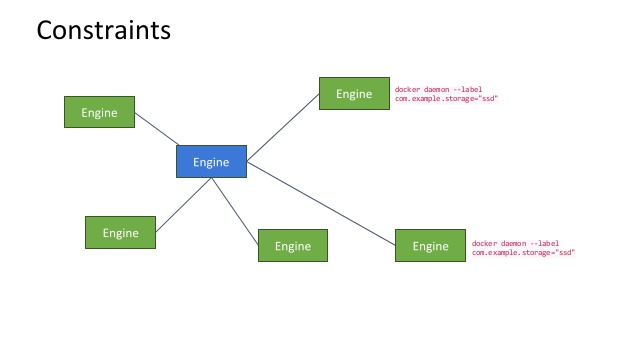 Constraints
Engine
docker daemon --label
com.example.storage="ssd"
Engine
Engine
Engine
Engine
Engine
docker daemon --label
com.example.storage="ssd"